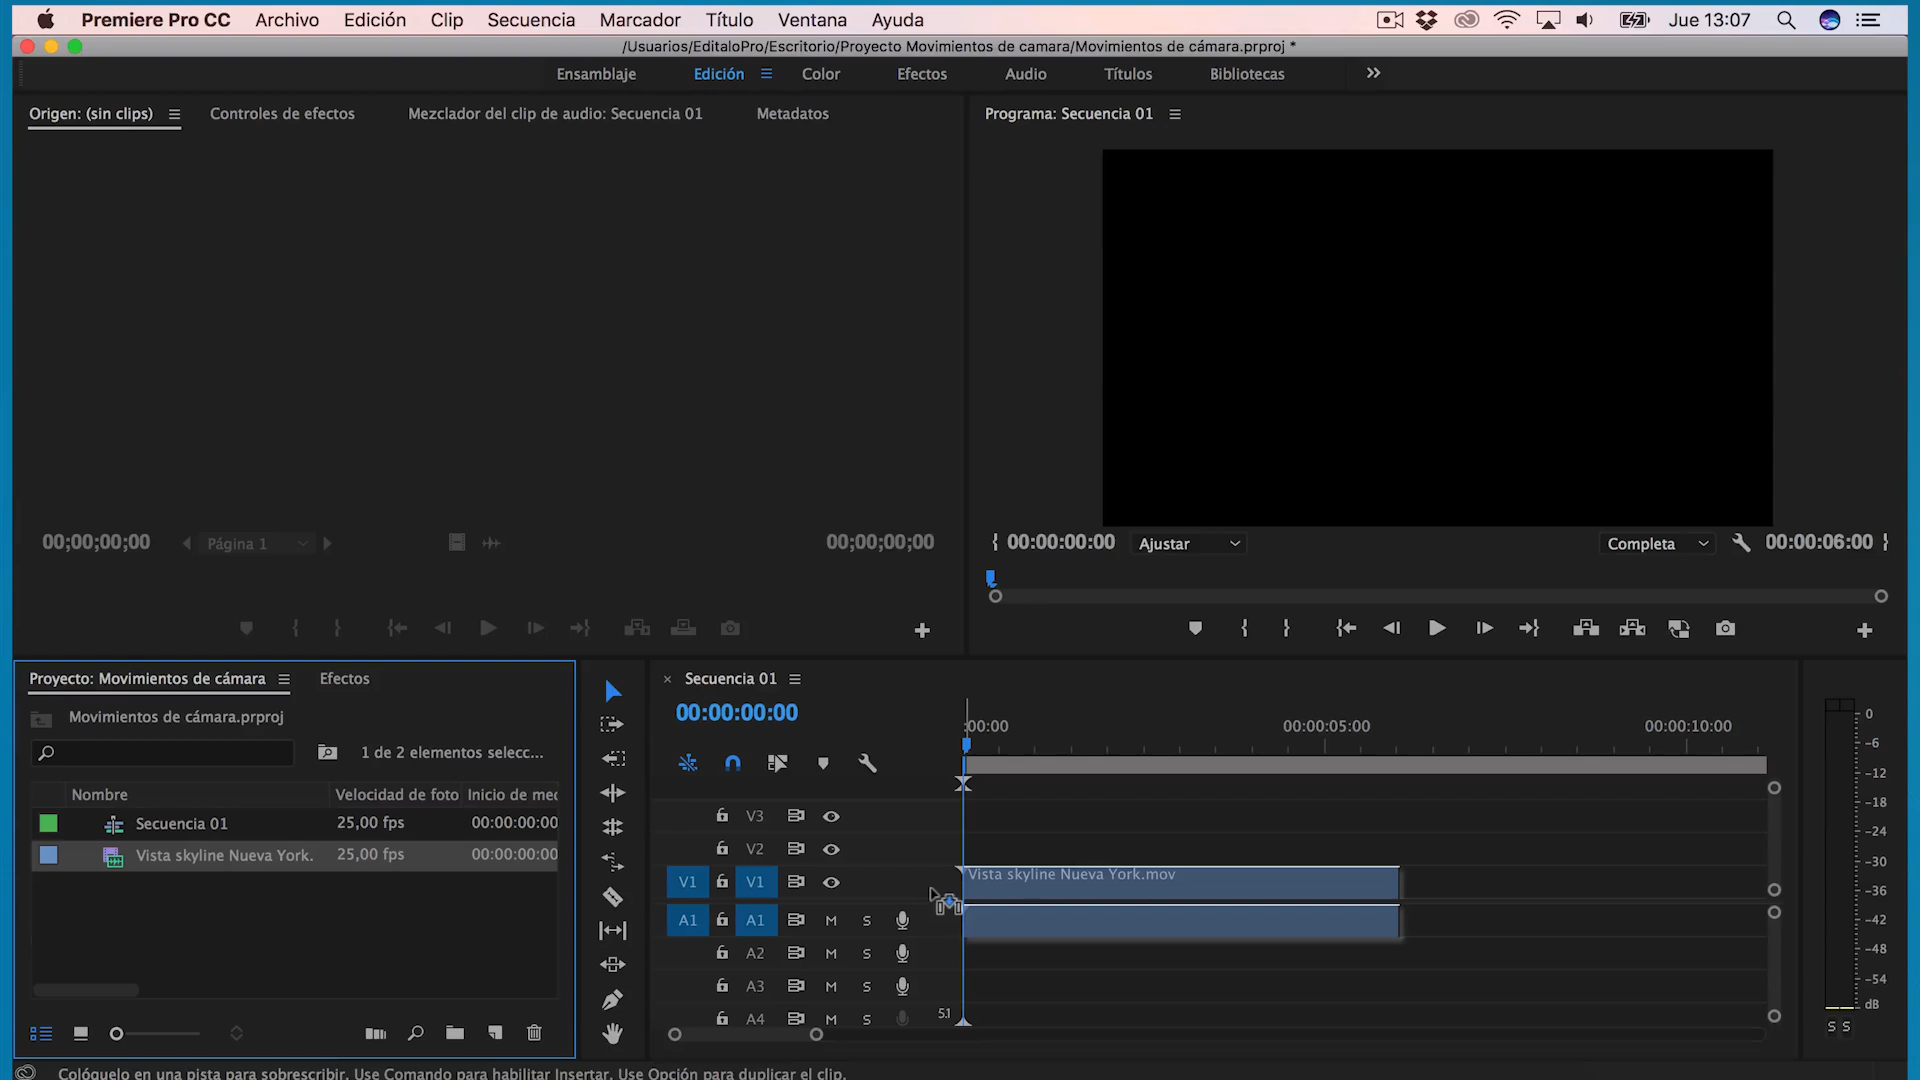 Premiere Pro CC Archivo Edición Clip Secuencia Marcador Título Ventana Ayuda Jue 13:07
/Usuarios/EditaloPro/Escritorio/Proyecto Movimientos de camara/Movimientos de cámara.prproj *
Ensamblaje Edición Color Efectos Audio Títulos Bibliotecas
Origen: (sin clips) Controles de efectos Mezclador del clip de audio: Secuencia 01 Metadatos
Programa: Secuencia 01
00;00;00;00 Página 1 00;00;00;00
00:00:00:00 Ajustar Completa 00:00:06:00
Proyecto: Movimientos de cámara Efectos
Movimientos de cámara.prproj
1 de 2 elementos selecc...
Nombre Velocidad de foto Inicio de med
Secuencia 01 25,00 fps 00:00:00:00
Vista skyline Nueva York. 25,00 fps 00:00:00:00
× Secuencia 01
00:00:00:00
:00:00 00:00:05:00 00:00:10:00
V3
V2
V1 V1
Vista skyline Nueva York.mov
A1 A1 M S
A2 M S
A3 M S
A4 M S 5.1
0
-6
-12
-18
-24
-30
-36
-42
-48
-54
dB
S S
Colóquelo en una pista para sobrescribir. Use Comando para habilitar Insertar. Use Opción para duplicar el clip.